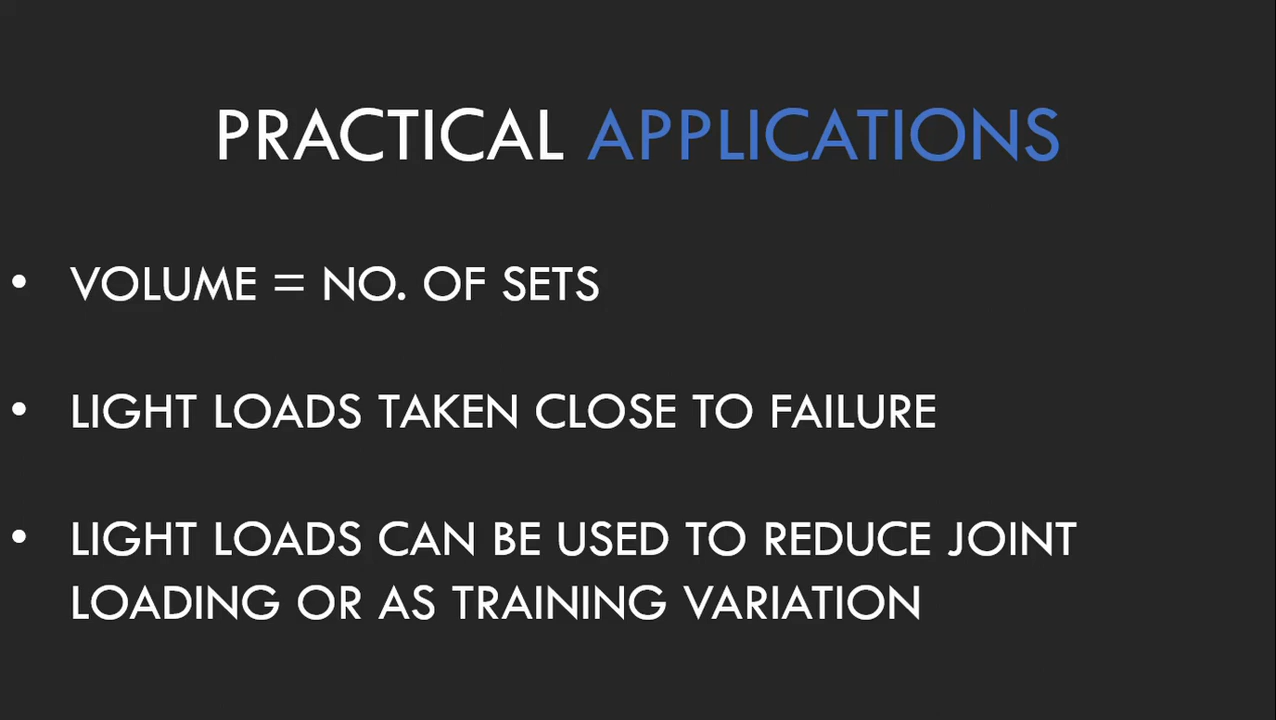 PRACTICAL APPLICATIONS
• VOLUME = NO. OF SETS
• LIGHT LOADS TAKEN CLOSE TO FAILURE
• LIGHT LOADS CAN BE USED TO REDUCE JOINT
LOADING OR AS TRAINING VARIATION